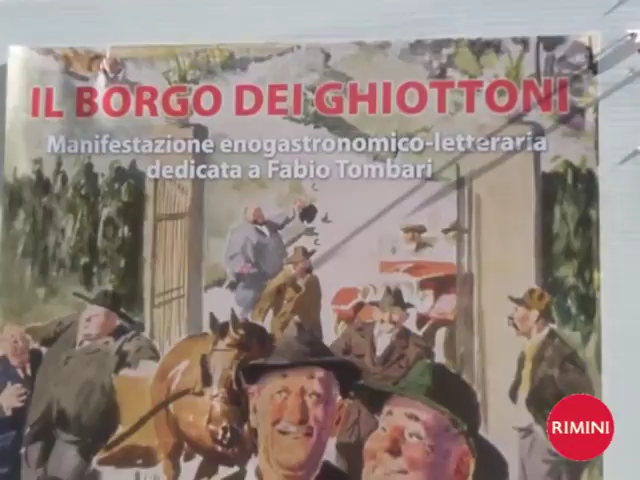 IL BORGO DEI GHIOTTONI
Manifestazione enogastronomico-letteraria
dedicata a Fabio Tombari
RIMINI